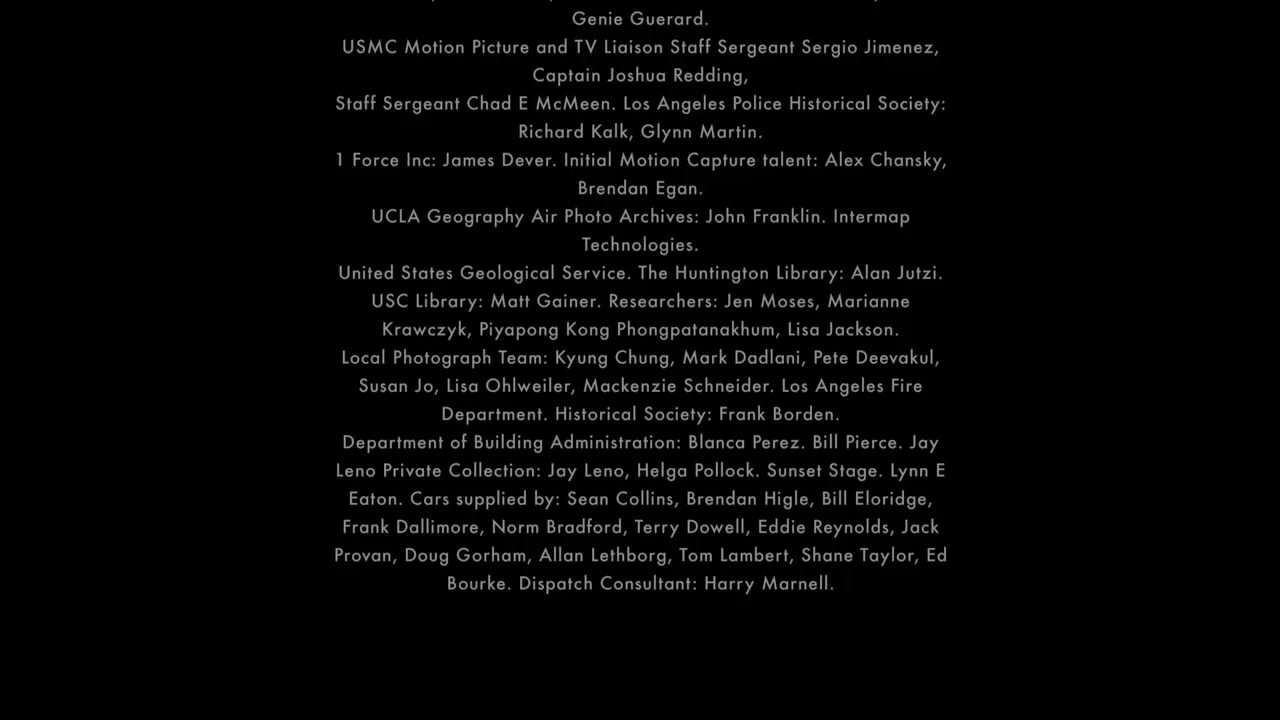 Genie Guerard.
USMC Motion Picture and TV Liaison Staff Sergeant Sergio Jimenez,
Captain Joshua Redding,
Staff Sergeant Chad E McMeen. Los Angeles Police Historical Society:
Richard Kalk, Glynn Martin.
1 Force Inc: James Dever. Initial Motion Capture talent: Alex Chansky,
Brendan Egan.
UCLA Geography Air Photo Archives: John Franklin. Intermap
Technologies.
United States Geological Service. The Huntington Library: Alan Jutzi.
USC Library: Matt Gainer. Researchers: Jen Moses, Marianne
Krawczyk, Piyapong Kong Phongpatanakhum, Lisa Jackson.
Local Photograph Team: Kyung Chung, Mark Dadlani, Pete Deevakul,
Susan Jo, Lisa Ohlweiler, Mackenzie Schneider. Los Angeles Fire
Department. Historical Society: Frank Borden.
Department of Building Administration: Blanca Perez. Bill Pierce. Jay
Leno Private Collection: Jay Leno, Helga Pollock. Sunset Stage. Lynn E
Eaton. Cars supplied by: Sean Collins, Brendan Higle, Bill Eloridge,
Frank Dallimore, Norm Bradford, Terry Dowell, Eddie Reynolds, Jack
Provan, Doug Gorham, Allan Lethborg, Tom Lambert, Shane Taylor, Ed
Bourke. Dispatch Consultant: Harry Marnell.